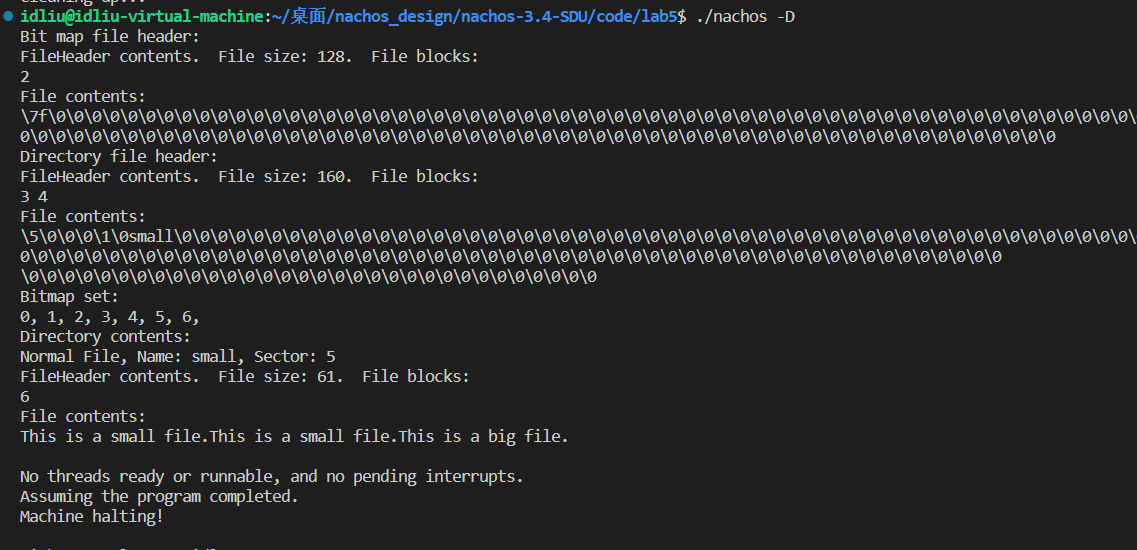 cleaning up...
idliu@idliu-virtual-machine:~/桌面/nachos_design/nachos-3.4-SDU/code/lab5$ ./nachos -D
Bit map file header:
FileHeader contents.  File size: 128.  File blocks:
2
File contents:
\7f\0\0\0\0\0\0\0\0\0\0\0\0\0\0\0\0\0\0\0\0\0\0\0\0\0\0\0\0\0\0\0\0\0\0\0\0\0\0\0\0\0\0\0\0\0\0\0\0\0\0\0\0\0\0\0\0\0\0\0\0\
0\0\0\0\0\0\0\0\0\0\0\0\0\0\0\0\0\0\0\0\0\0\0\0\0\0\0\0\0\0\0\0\0\0\0\0\0\0\0\0\0\0\0\0\0\0\0\0\0\0\0\0\0\0\0\0\0\0
Directory file header:
FileHeader contents.  File size: 160.  File blocks:
3 4
File contents:
\5\0\0\0\1\0small\0\0\0\0\0\0\0\0\0\0\0\0\0\0\0\0\0\0\0\0\0\0\0\0\0\0\0\0\0\0\0\0\0\0\0\0\0\0\0\0\0\0\0\0\0\0\0\0\0\0\0\0\0\
0\0\0\0\0\0\0\0\0\0\0\0\0\0\0\0\0\0\0\0\0\0\0\0\0\0\0\0\0\0\0\0\0\0\0\0\0\0\0\0\0\0\0\0\0\0\0\0\0\0\0\0\0\0\0
\0\0\0\0\0\0\0\0\0\0\0\0\0\0\0\0\0\0\0\0\0\0\0\0\0\0\0\0\0\0\0\0
Bitmap set:
0, 1, 2, 3, 4, 5, 6,
Directory contents:
Normal File, Name: small, Sector: 5
FileHeader contents.  File size: 61.  File blocks:
6
File contents:
This is a small file.This is a small file.This is a big file.
No threads ready or runnable, and no pending interrupts.
Assuming the program completed.
Machine halting!